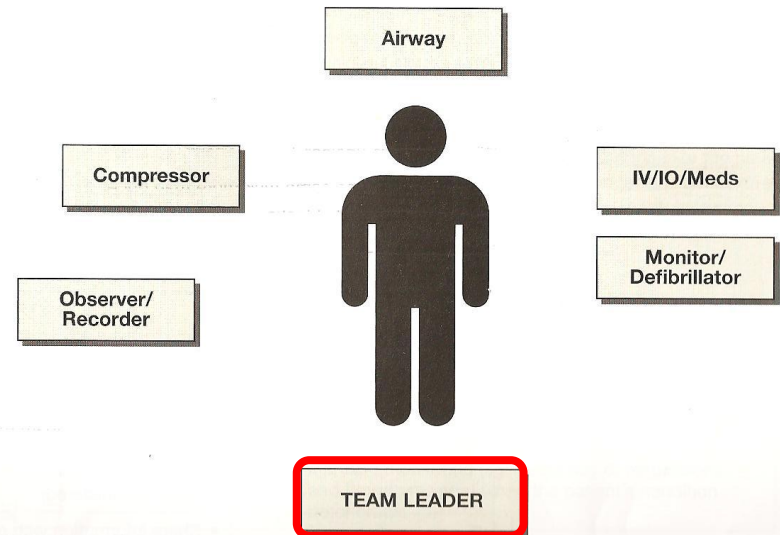 Airway
Compressor
IV/IO/Meds
Monitor/
Defibrillator
Observer/
Recorder
TEAM LEADER